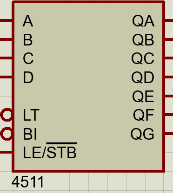 A QA
B QB
C QC
D QD
QE
LT QF
BI QG
LE/STB
4511